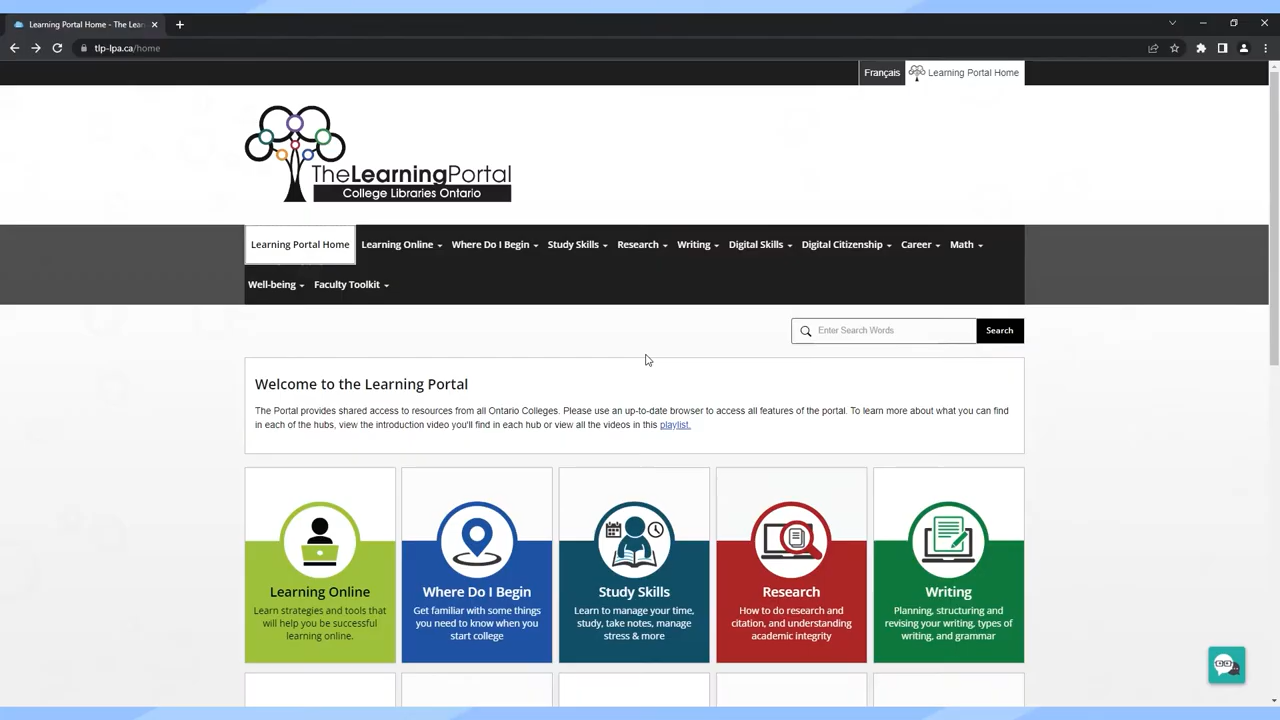 Learning Portal Home - The Lear
tlp-lpa.ca/home
Français
Learning Portal Home
TheLearningPortal
College Libraries Ontario
Learning Portal Home
Learning Online
Where Do I Begin
Study Skills
Research
Writing
Digital Skills
Digital Citizenship
Career
Math
Well-being
Faculty Toolkit
Enter Search Words
Search
Welcome to the Learning Portal
The Portal provides shared access to resources from all Ontario Colleges. Please use an up-to-date browser to access all features of the portal. To learn more about what you can find
in each of the hubs, view the introduction video you'll find in each hub or view all the videos in this playlist.
Learning Online
Learn strategies and tools that
will help you be successful
learning online.
Where Do I Begin
Get familiar with some things
you need to know when you
start college
Study Skills
Learn to manage your time,
study, take notes, manage
stress & more
Research
How to do research and
citation, and understanding
academic integrity
Writing
Planning, structuring and
revising your writing, types of
writing, and grammar